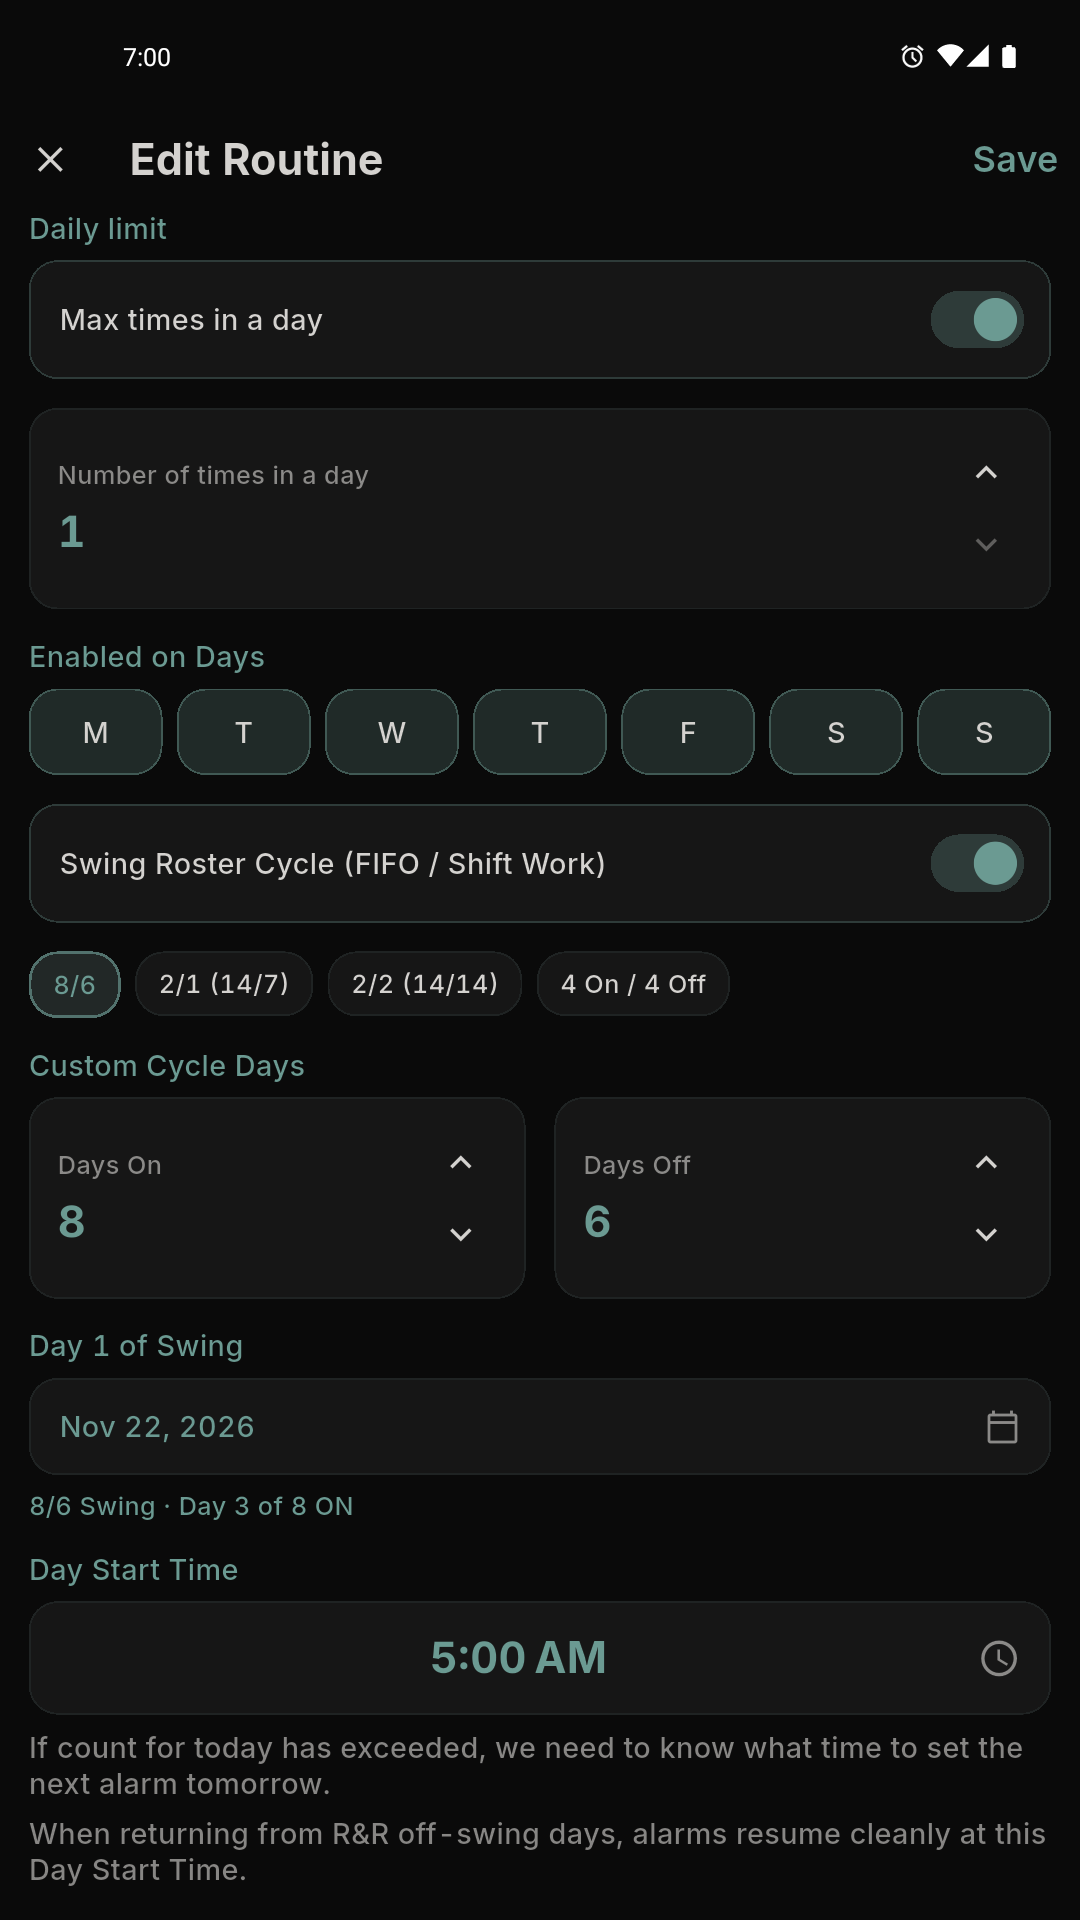 7:00
Edit Routine
Save
Daily limit
Max times in a day
Number of times in a day
1
Enabled on Days
M T W T F S S
Swing Roster Cycle (FIFO / Shift Work)
8/6 2/1 (14/7) 2/2 (14/14) 4 On / 4 Off
Custom Cycle Days
Days On
8
Days Off
6
Day 1 of Swing
Nov 22, 2026
8/6 Swing · Day 3 of 8 ON
Day Start Time
5:00 AM
If count for today has exceeded, we need to know what time to set the
next alarm tomorrow.
When returning from R&R off-swing days, alarms resume cleanly at this
Day Start Time.